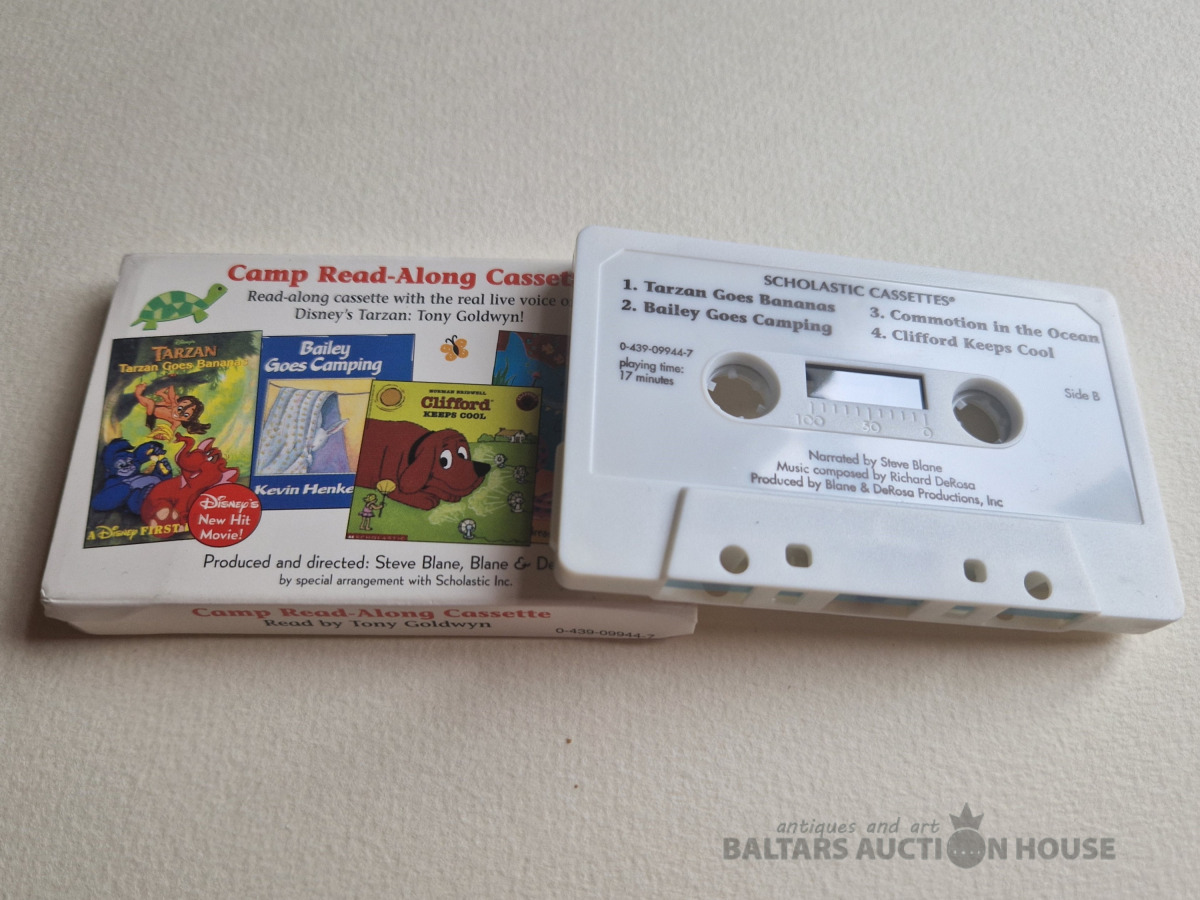 Camp Read-Along
Read-along cassette with the real live voice
Disney's Tarzan: Tony Goldwyn!
Disney's
TARZAN
Tarzan Goes Bananas
A Disney FIRST
Disney's
New Hit
Movie!
Bailey
Goes Camping
Kevin Henke
NORMAN BRIDWELL
Clifford
KEEPS COOL
SCHOLASTIC
Produced and directed: Steve Blane, Blane & De
by special arrangement with Scholastic Inc.
Camp Read-Along Cassette
Read by Tony Goldwyn
0-439-09944-7
SCHOLASTIC CASSETTES®
1. Tarzan Goes Bananas
2. Bailey Goes Camping
3. Commotion in the Ocean
4. Clifford Keeps Cool
0-439-09944-7
playing time:
17 minutes
Side B
100 50 0
Narrated by Steve Blane
Music composed by Richard DeRosa
Produced by Blane & DeRosa Productions, Inc
antiques and art
BALTARS AUCTION HOUSE